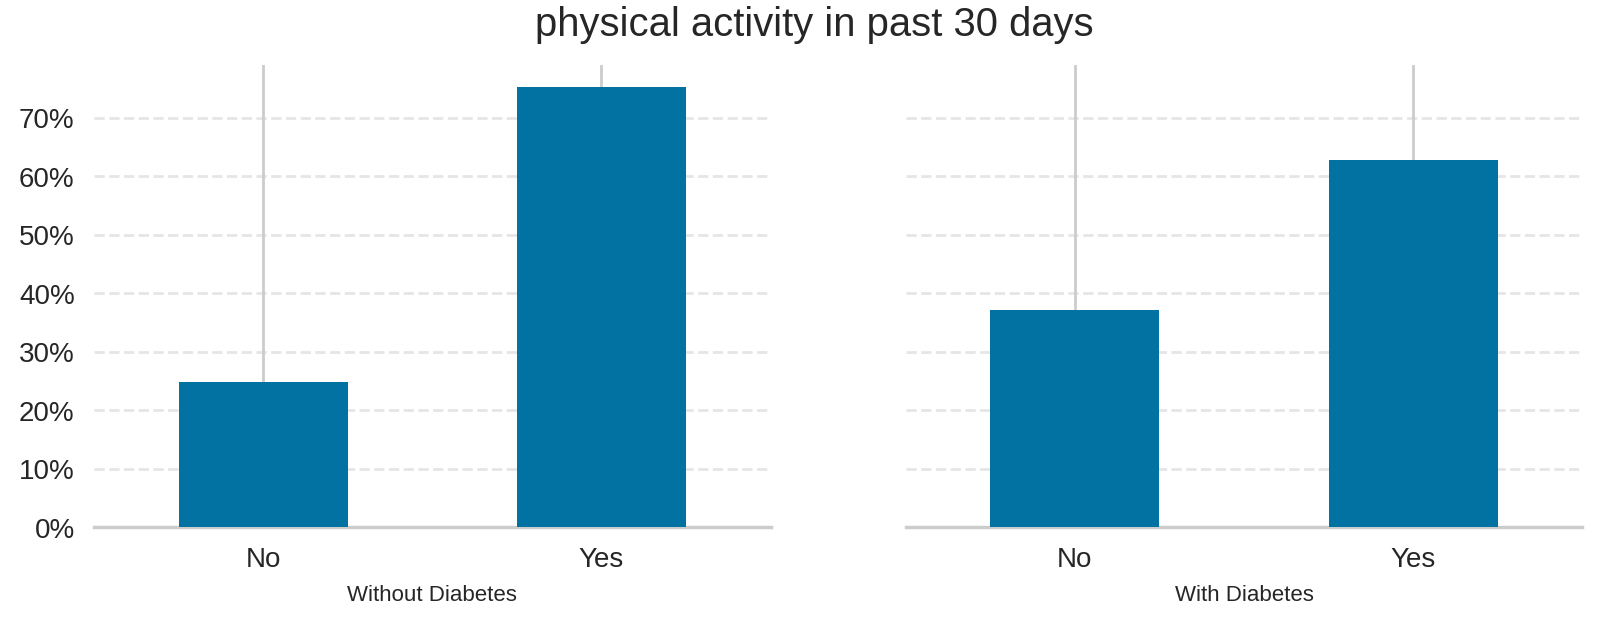 physical activity in past 30 days
70%
60%
50%
40%
30%
20%
10%
0%
No
Yes
Without Diabetes
No
Yes
With Diabetes